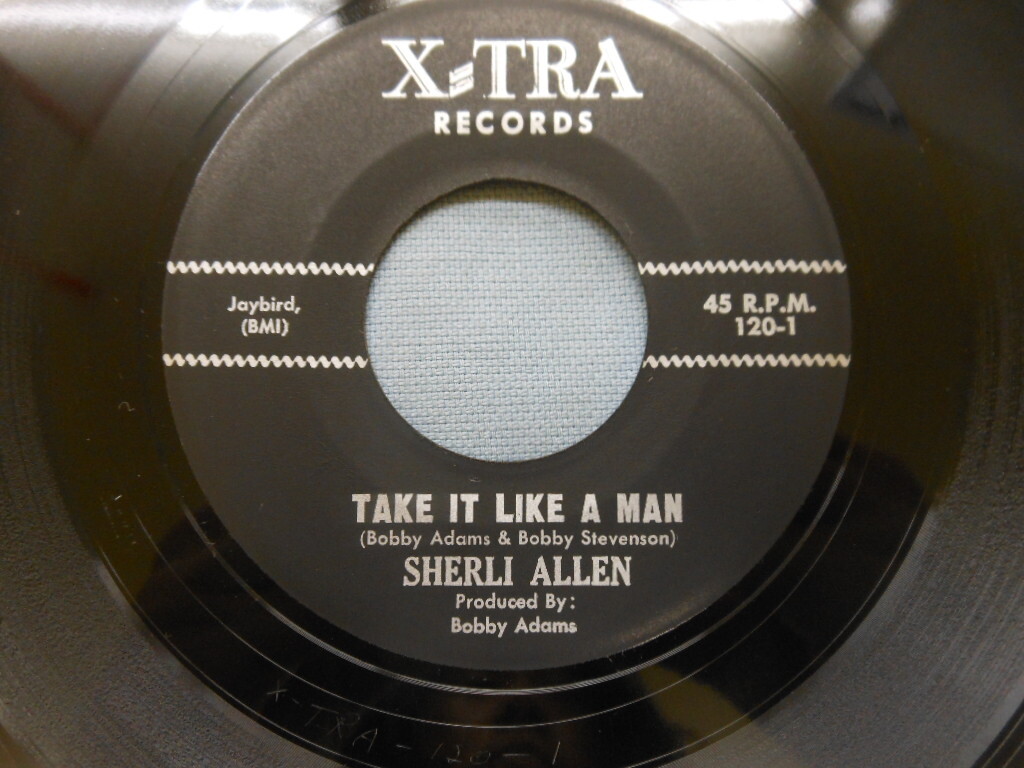 X-TRA
RECORDS
Jaybird,
(BMI)
45 R.P.M.
120-1
TAKE IT LIKE A MAN
(Bobby Adams & Bobby Stevenson)
SHERLI ALLEN
Produced By:
Bobby Adams
X-TRA-120-1